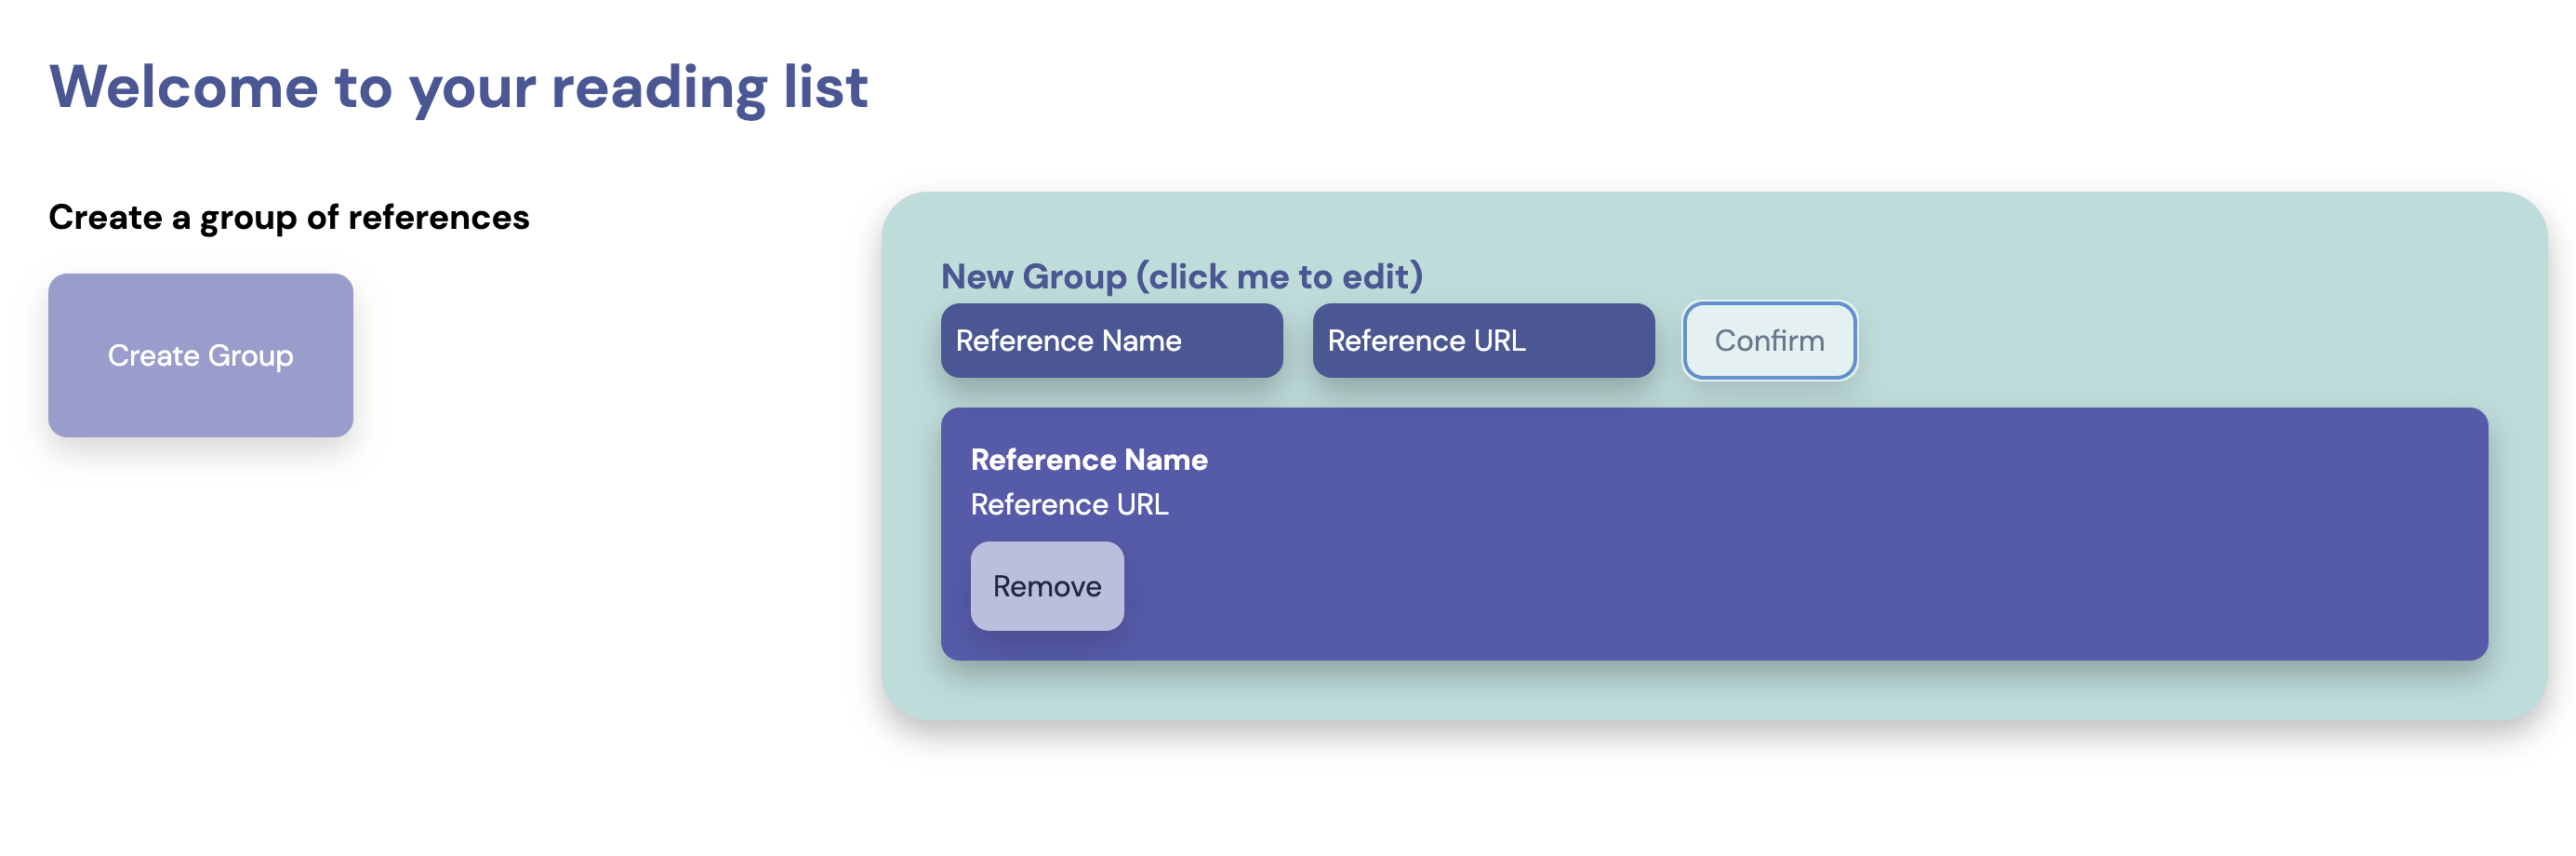 Welcome to your reading list
Create a group of references
Create Group
New Group (click me to edit)
Reference Name
Reference URL
Confirm
Reference Name
Reference URL
Remove